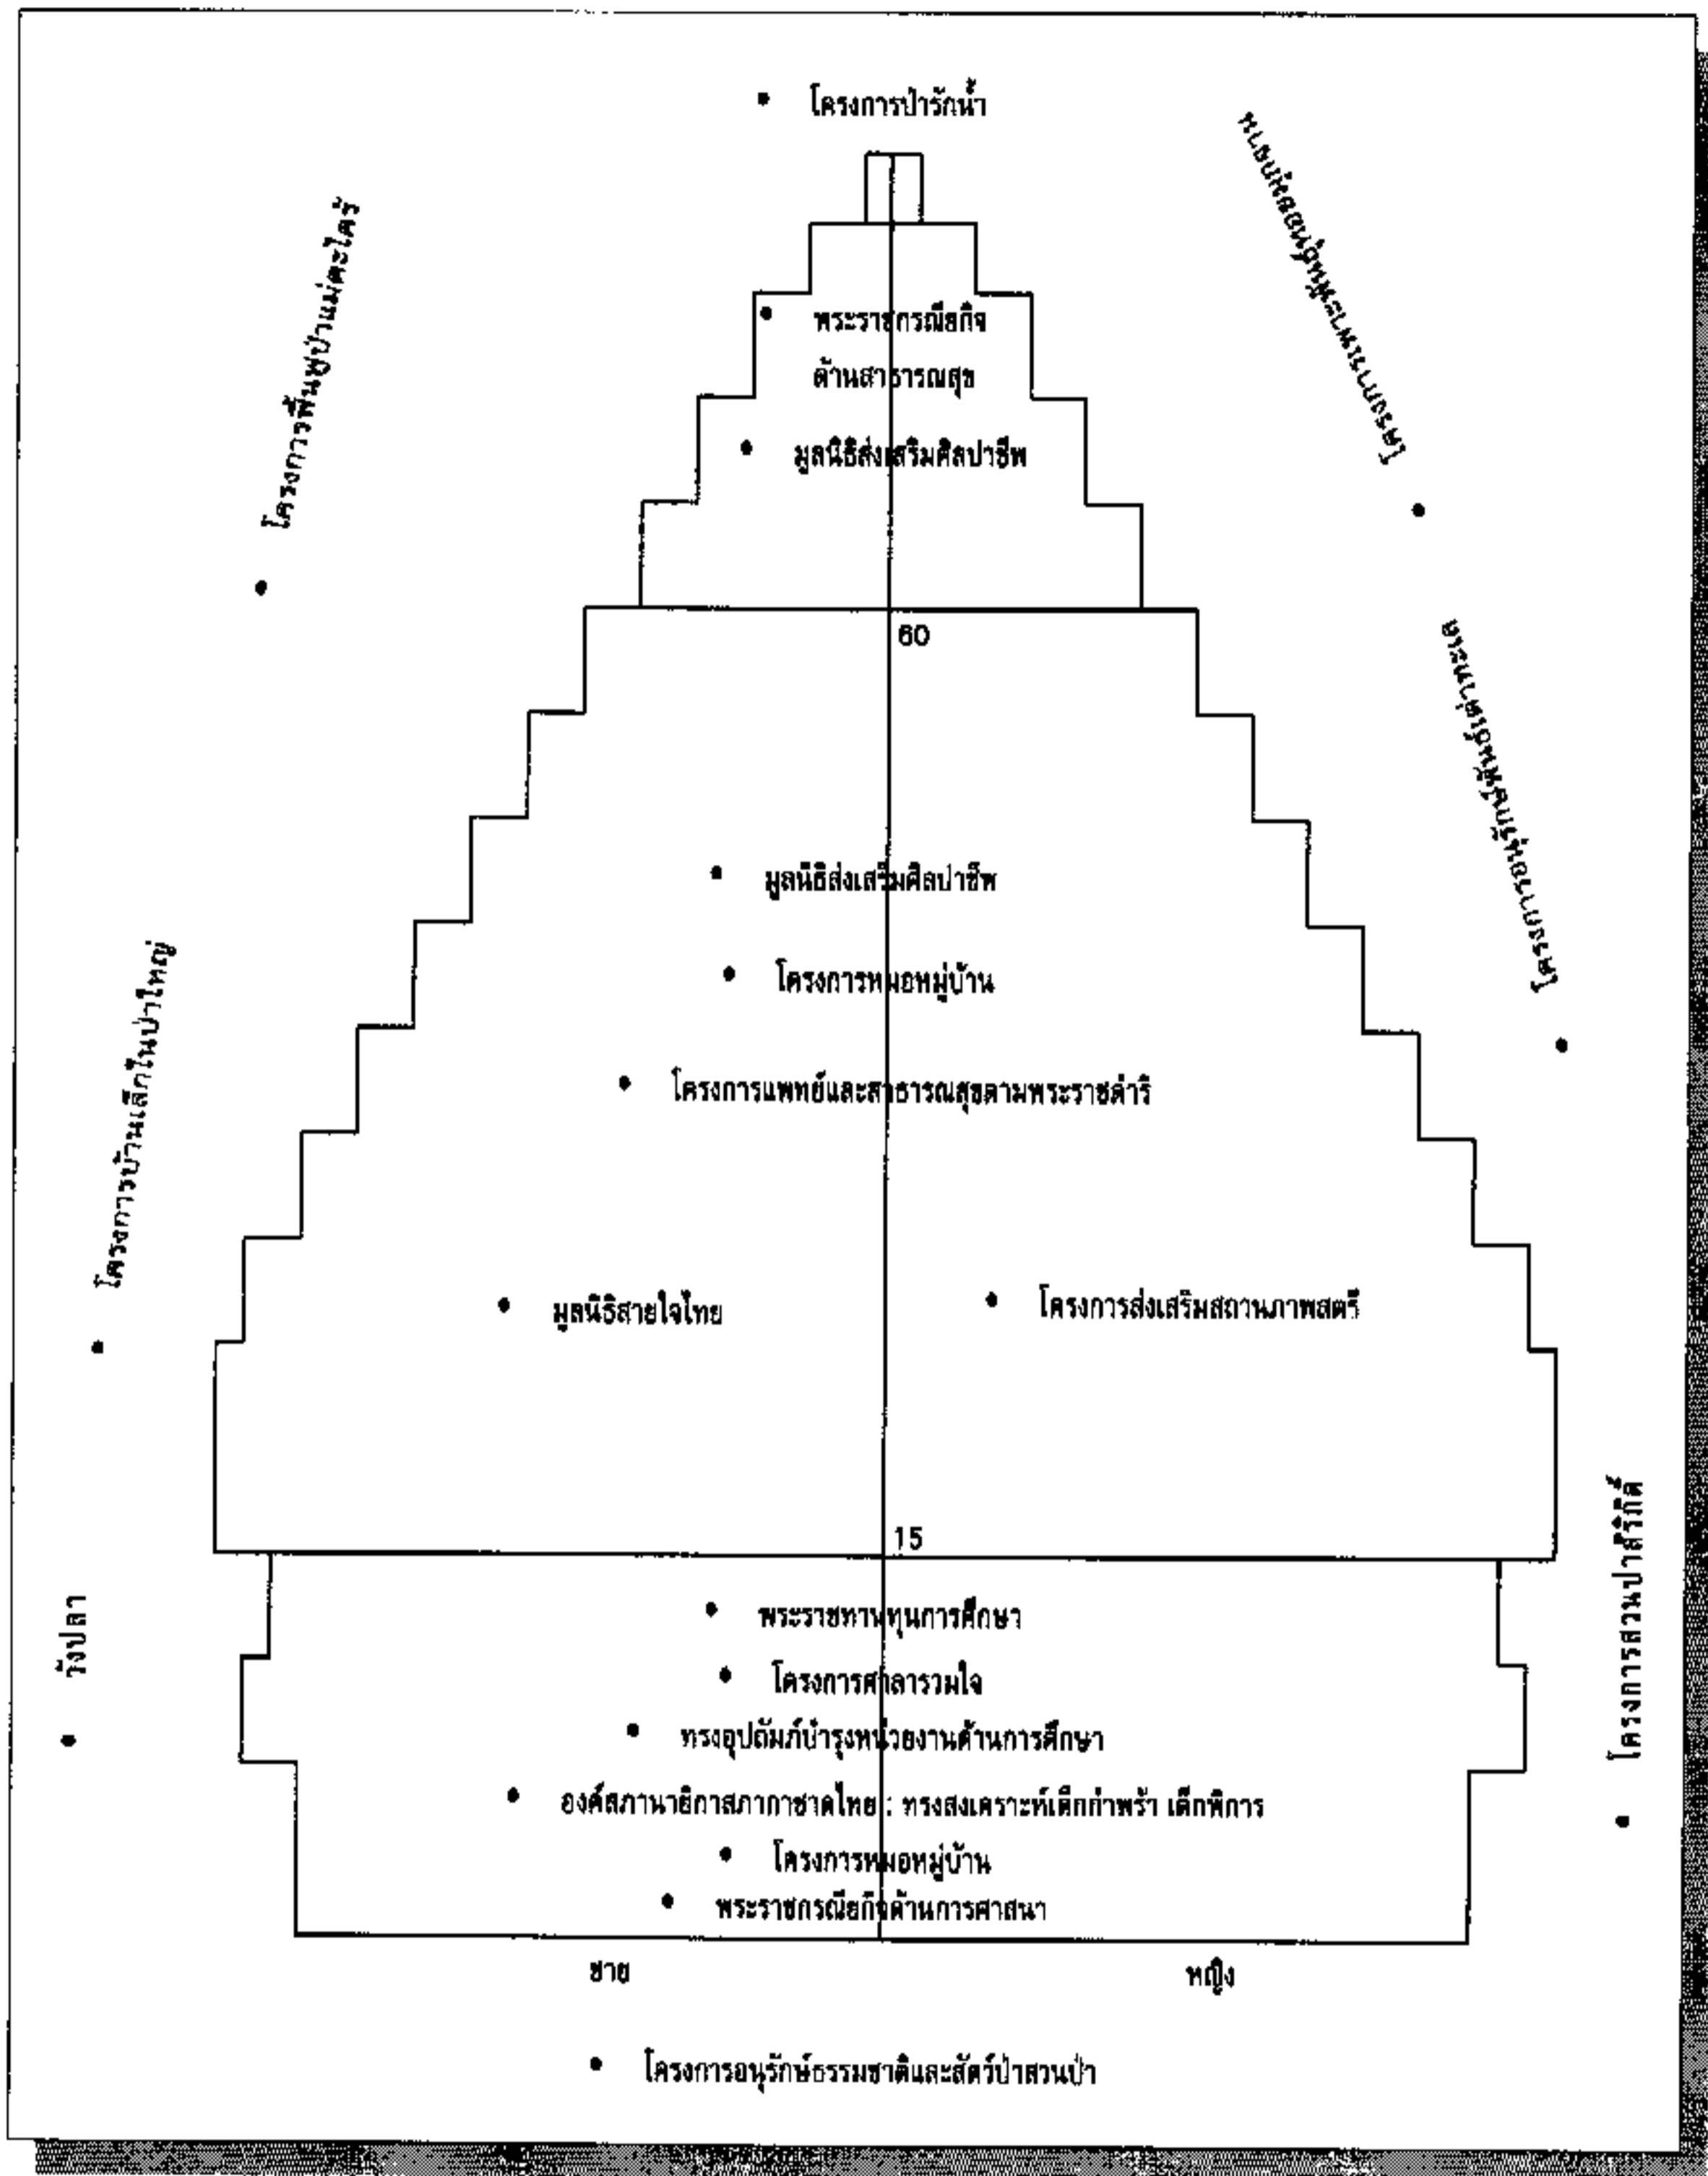 โครงการป่ารักน้ำ
โครงการฟื้นฟูป่าแม่ตะไคร้
พระราชกรณียกิจ
ด้านสาธารณสุข
มูลนิธิส่งเสริมศิลปาชีพ
60
โครงการอนุรักษ์พันธุ์เต่าทะเล
มูลนิธิส่งเสริมศิลปาชีพ
โครงการหมอหมู่บ้าน
โครงการบ้านเล็กในป่าใหญ่
โครงการแพทย์และสาธารณสุขตามพระราชดำริ
มูลนิธิสายใจไทย
โครงการส่งเสริมสถานภาพสตรี
15
วังปลา
โครงการสวนป่าสิริกิติ์
พระราชทานทุนการศึกษา
โครงการศาลารวมใจ
ทรงอุปถัมภ์บำรุงหน่วยงานด้านการศึกษา
องค์สภานายิกาสภากาชาดไทย : ทรงสงเคราะห์เด็กกำพร้า เด็กพิการ
โครงการหมอหมู่บ้าน
พระราชกรณียกิจด้านการศาสนา
ชาย
หญิง
โครงการอนุรักษ์ธรรมชาติและสัตว์ป่าสวนป่า